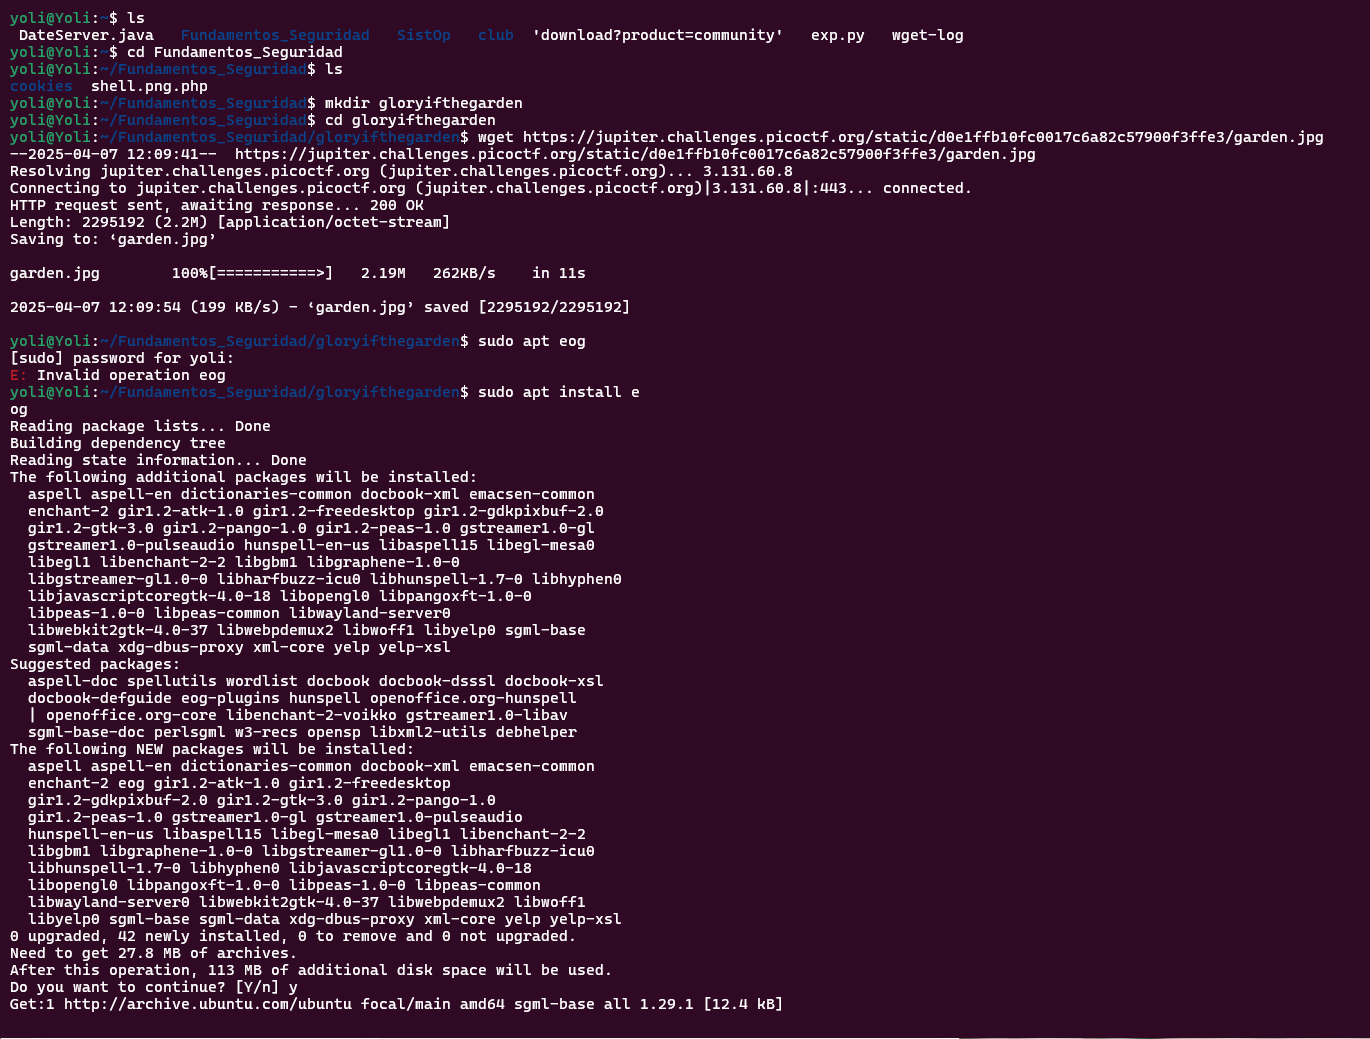 yoli@Yoli:~$ ls
 DateServer.java   Fundamentos_Seguridad   SistOp   club  'download?product=community'   exp.py   wget-log
yoli@Yoli:~$ cd Fundamentos_Seguridad
yoli@Yoli:~/Fundamentos_Seguridad$ ls
cookies  shell.png.php
yoli@Yoli:~/Fundamentos_Seguridad$ mkdir gloryifthegarden
yoli@Yoli:~/Fundamentos_Seguridad$ cd gloryifthegarden
yoli@Yoli:~/Fundamentos_Seguridad/gloryifthegarden$ wget https://jupiter.challenges.picoctf.org/static/d0e1ffb10fc0017c6a82c57900f3ffe3/garden.jpg
--2025-04-07 12:09:41--  https://jupiter.challenges.picoctf.org/static/d0e1ffb10fc0017c6a82c57900f3ffe3/garden.jpg
Resolving jupiter.challenges.picoctf.org (jupiter.challenges.picoctf.org)... 3.131.60.8
Connecting to jupiter.challenges.picoctf.org (jupiter.challenges.picoctf.org)|3.131.60.8|:443... connected.
HTTP request sent, awaiting response... 200 OK
Length: 2295192 (2.2M) [application/octet-stream]
Saving to: ‘garden.jpg’
garden.jpg        100%[===========>]   2.19M   262KB/s    in 11s
2025-04-07 12:09:54 (199 KB/s) - ‘garden.jpg’ saved [2295192/2295192]
yoli@Yoli:~/Fundamentos_Seguridad/gloryifthegarden$ sudo apt eog
[sudo] password for yoli:
E: Invalid operation eog
yoli@Yoli:~/Fundamentos_Seguridad/gloryifthegarden$ sudo apt install e
og
Reading package lists... Done
Building dependency tree
Reading state information... Done
The following additional packages will be installed:
  aspell aspell-en dictionaries-common docbook-xml emacsen-common
  enchant-2 gir1.2-atk-1.0 gir1.2-freedesktop gir1.2-gdkpixbuf-2.0
  gir1.2-gtk-3.0 gir1.2-pango-1.0 gir1.2-peas-1.0 gstreamer1.0-gl
  gstreamer1.0-pulseaudio hunspell-en-us libaspell15 libegl-mesa0
  libegl1 libenchant-2-2 libgbm1 libgraphene-1.0-0
  libgstreamer-gl1.0-0 libharfbuzz-icu0 libhunspell-1.7-0 libhyphen0
  libjavascriptcoregtk-4.0-18 libopengl0 libpangoxft-1.0-0
  libpeas-1.0-0 libpeas-common libwayland-server0
  libwebkit2gtk-4.0-37 libwebpdemux2 libwoff1 libyelp0 sgml-base
  sgml-data xdg-dbus-proxy xml-core yelp yelp-xsl
Suggested packages:
  aspell-doc spellutils wordlist docbook docbook-dsssl docbook-xsl
  docbook-defguide eog-plugins hunspell openoffice.org-hunspell
  | openoffice.org-core libenchant-2-voikko gstreamer1.0-libav
  sgml-base-doc perlsgml w3-recs opensp libxml2-utils debhelper
The following NEW packages will be installed:
  aspell aspell-en dictionaries-common docbook-xml emacsen-common
  enchant-2 eog gir1.2-atk-1.0 gir1.2-freedesktop
  gir1.2-gdkpixbuf-2.0 gir1.2-gtk-3.0 gir1.2-pango-1.0
  gir1.2-peas-1.0 gstreamer1.0-gl gstreamer1.0-pulseaudio
  hunspell-en-us libaspell15 libegl-mesa0 libegl1 libenchant-2-2
  libgbm1 libgraphene-1.0-0 libgstreamer-gl1.0-0 libharfbuzz-icu0
  libhunspell-1.7-0 libhyphen0 libjavascriptcoregtk-4.0-18
  libopengl0 libpangoxft-1.0-0 libpeas-1.0-0 libpeas-common
  libwayland-server0 libwebkit2gtk-4.0-37 libwebpdemux2 libwoff1
  libyelp0 sgml-base sgml-data xdg-dbus-proxy xml-core yelp yelp-xsl
0 upgraded, 42 newly installed, 0 to remove and 0 not upgraded.
Need to get 27.8 MB of archives.
After this operation, 113 MB of additional disk space will be used.
Do you want to continue? [Y/n] y
Get:1 http://archive.ubuntu.com/ubuntu focal/main amd64 sgml-base all 1.29.1 [12.4 kB]